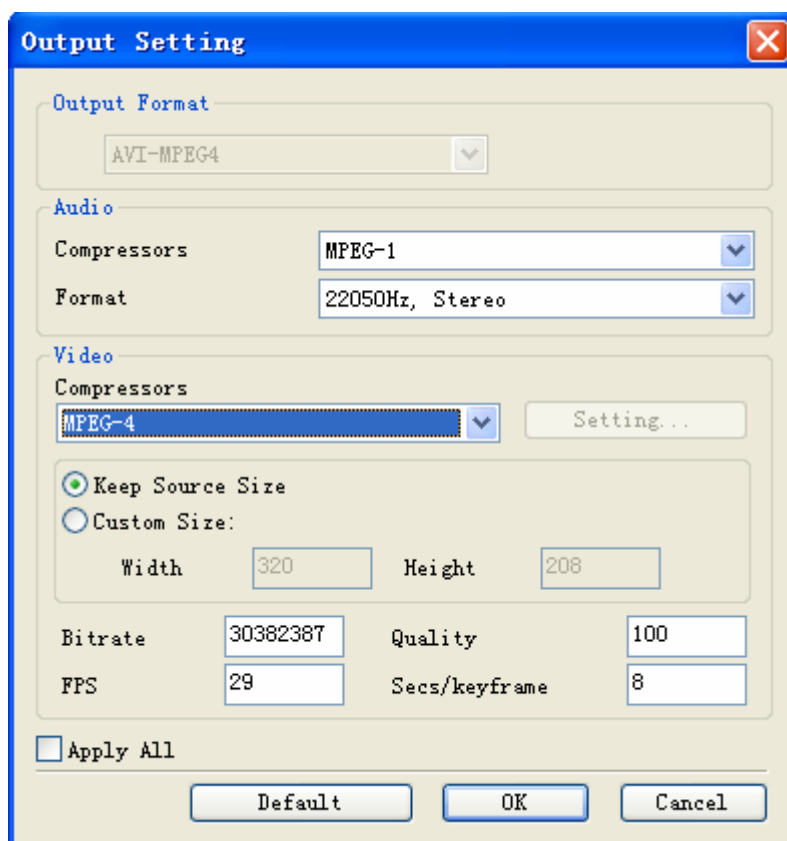 Output Setting
Output Format
AVI-MPEG4
Audio
Compressors MPEG-1
Format 22050Hz, Stereo
Video
Compressors
MPEG-4 Setting...
Keep Source Size
Custom Size:
Width 320 Height 208
Bitrate 30382387 Quality 100
FPS 29 Secs/keyframe 8
Apply All
Default OK Cancel